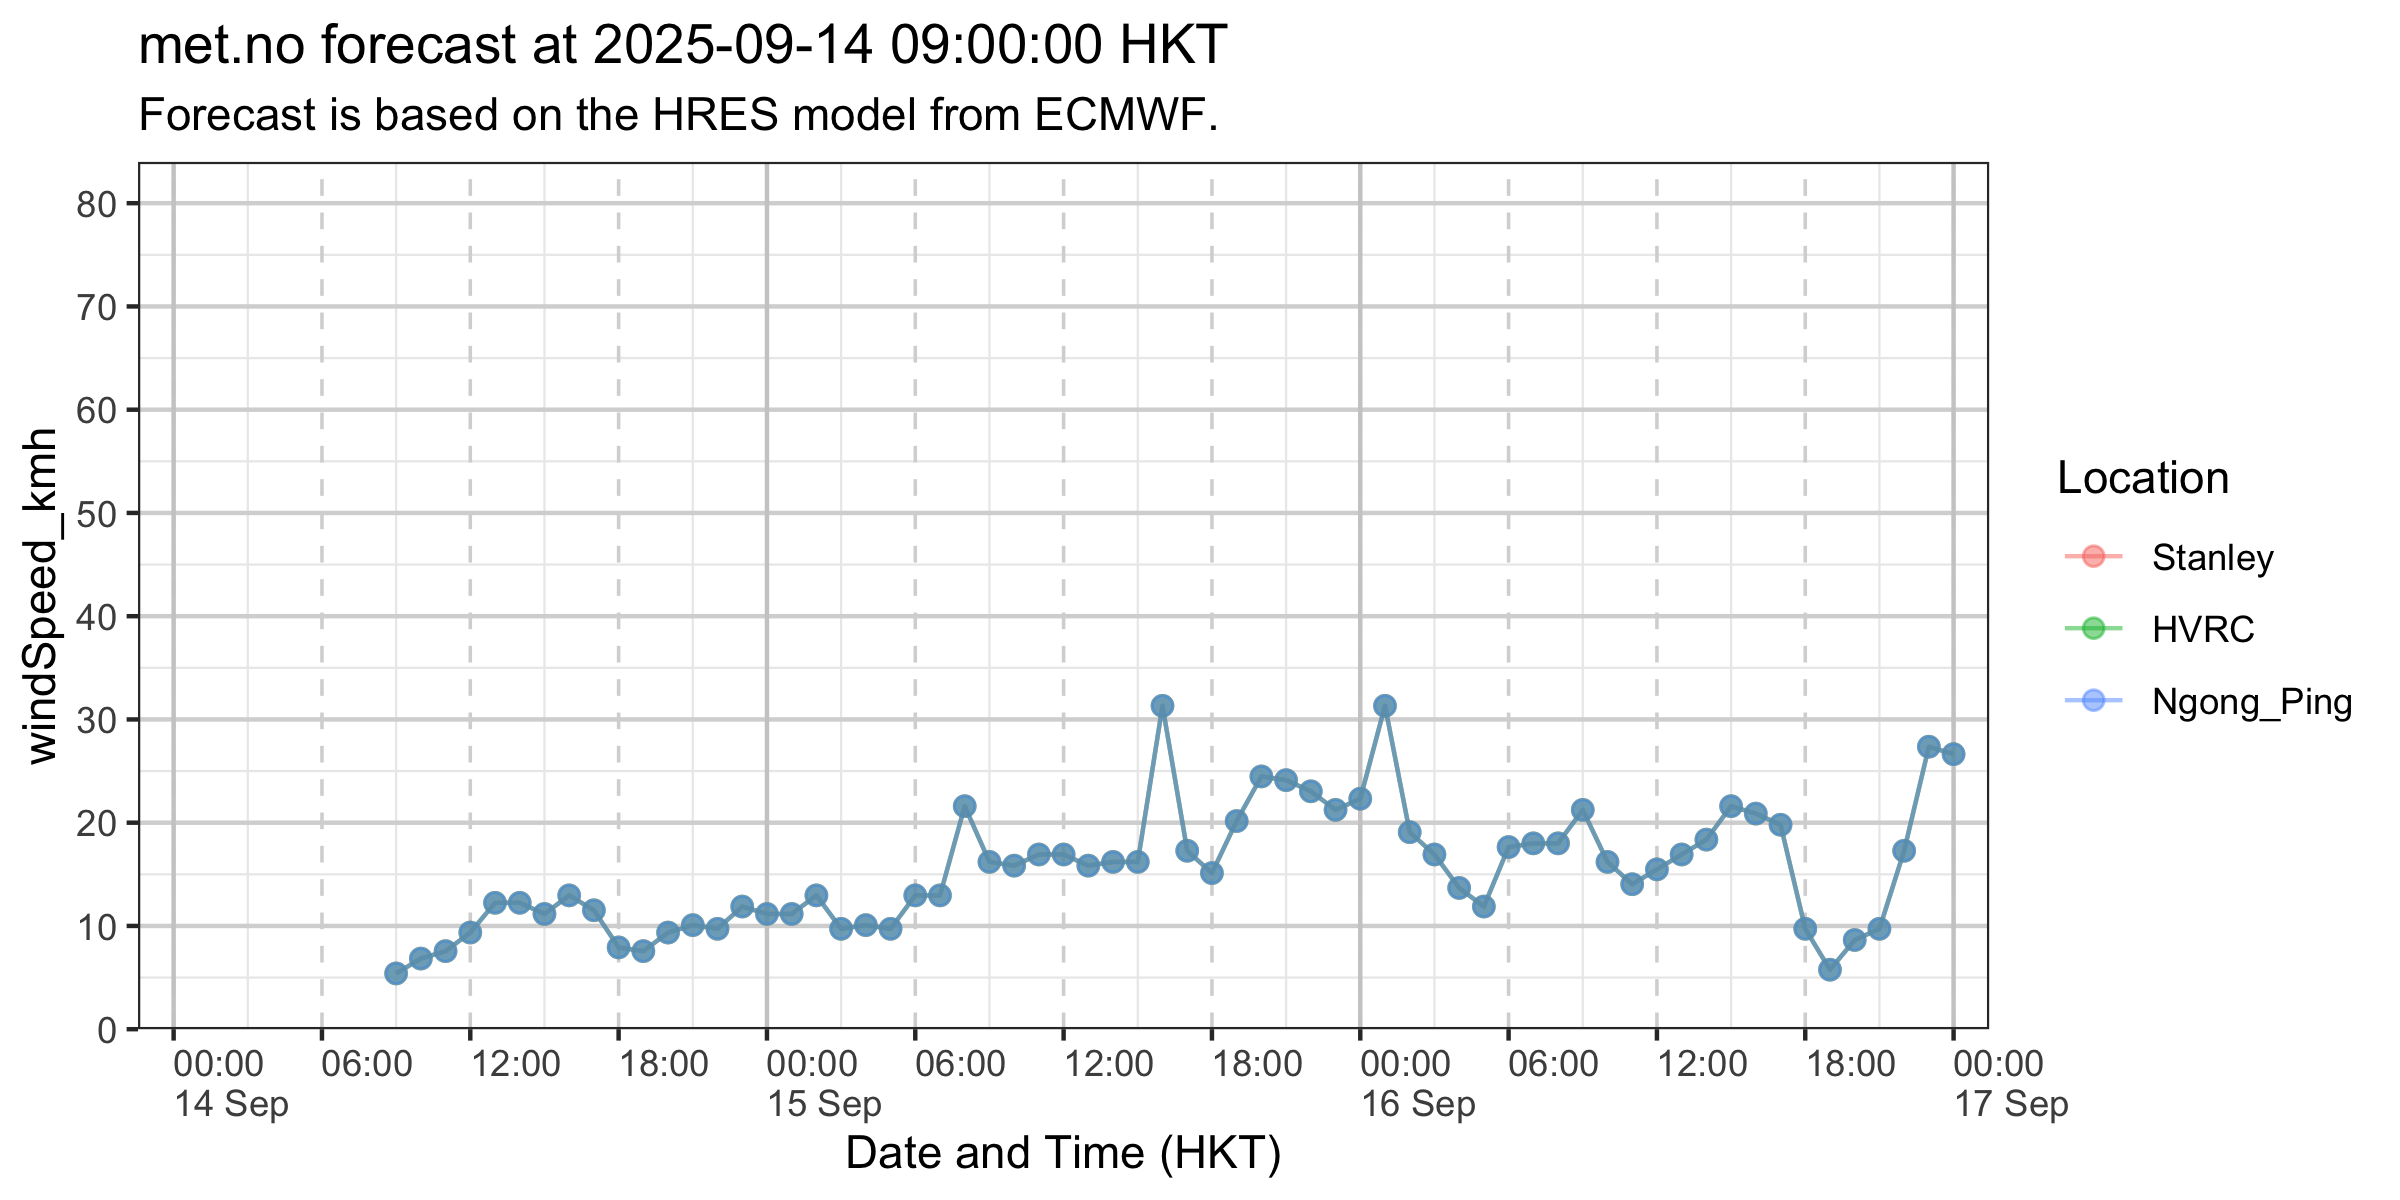 met.no forecast at 2025-09-14 09:00:00 HKT
Forecast is based on the HRES model from ECMWF.
windSpeed_kmh
80
70
60
50
40
30
20
10
0
00:00 06:00 12:00 18:00 00:00 06:00 12:00 18:00 00:00 06:00 12:00 18:00 00:00
14 Sep 15 Sep 16 Sep 17 Sep
Date and Time (HKT)
Location
Stanley
HVRC
Ngong_Ping